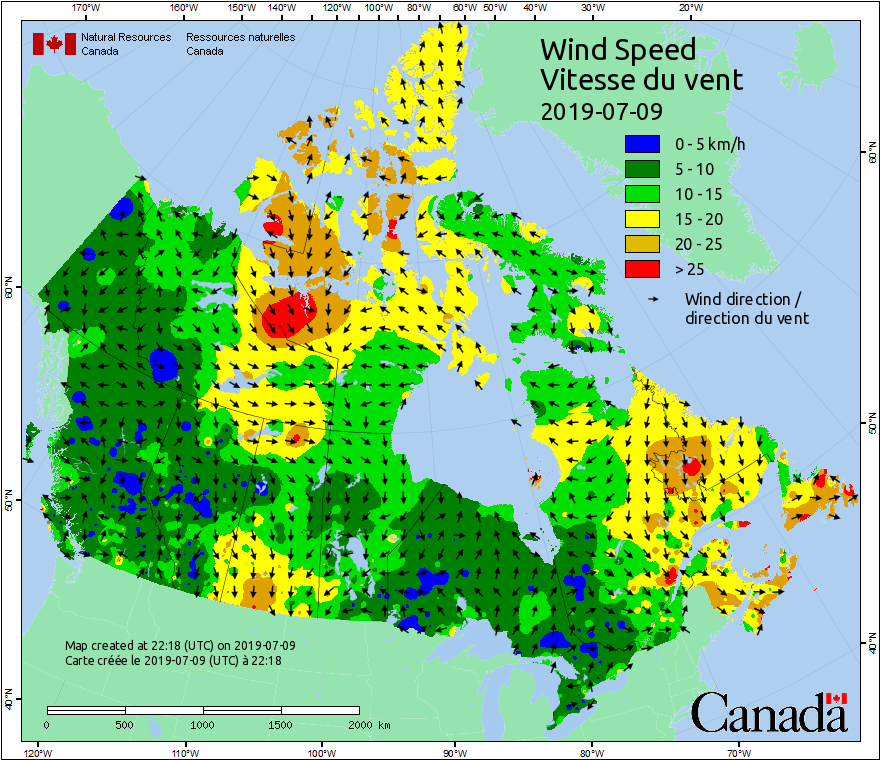 170°W 160°W 150°W 140°W 120°W 100°W 80°W 60°W 50°W 40°W 30°W 20°W
Natural Resources Ressources naturelles
Canada Canada
Wind Speed
Vitesse du vent
2019-07-09
0 - 5 km/h
5 - 10
10 - 15
15 - 20
20 - 25
> 25
Wind direction /
direction du vent
60°N
60°N
50°N
50°N
40°N
40°N
Map created at 22:18 (UTC) on 2019-07-09
Carte créée le 2019-07-09 (UTC) à 22:18
0 500 1000 1500 2000 km
Canada
120°W 110°W 100°W 90°W 80°W 70°W